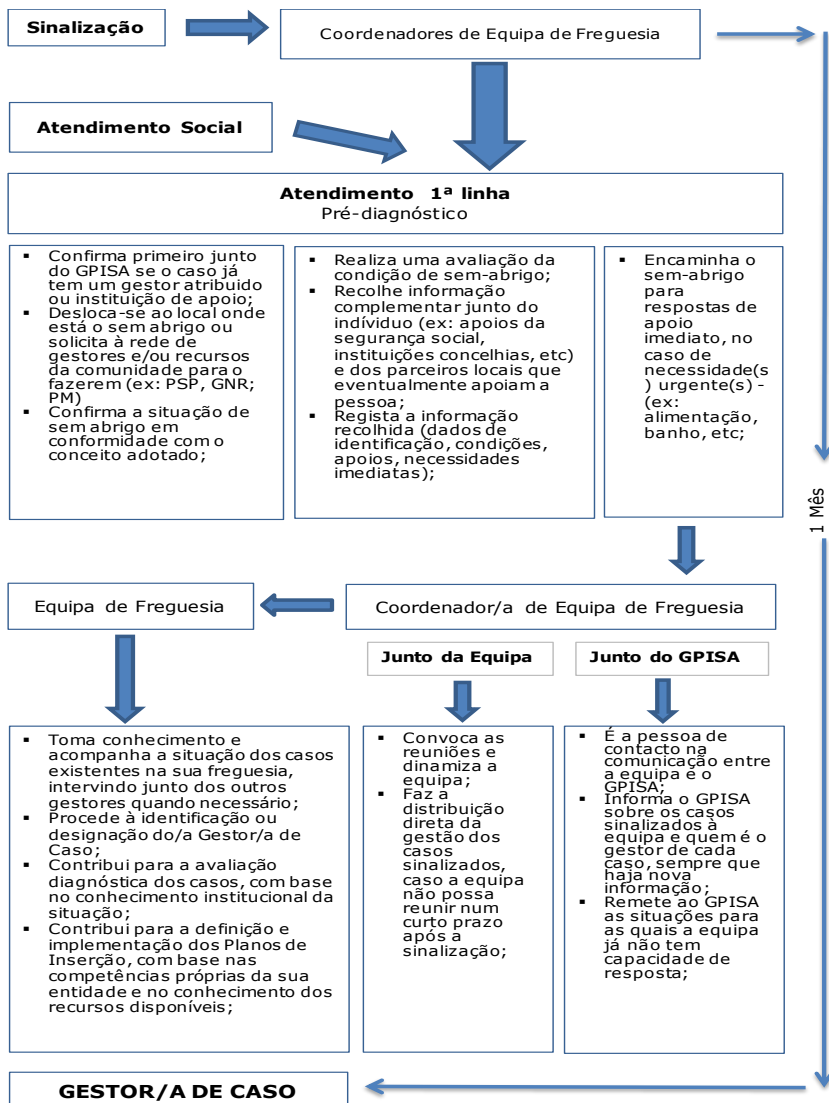 Sinalização
Coordenadores de Equipa de Freguesia
Atendimento Social
Atendimento 1ª linha
Pré-diagnóstico
▪ Confirma primeiro junto
do GPISA se o caso já
tem um gestor atribuido
ou instituição de apoio;
▪ Desloca-se ao local onde
está o sem abrigo ou
solicita à rede de
gestores e/ou recursos
da comunidade para o
fazerem (ex: PSP, GNR;
PM)
▪ Confirma a situação de
sem abrigo em
conformidade com o
conceito adotado;
▪ Realiza uma avaliação da
condição de sem-abrigo;
▪ Recolhe informação
complementar junto do
indíviduo (ex: apoios da
segurança social,
instituições concelhias, etc)
e dos parceiros locais que
eventualmente apoiam a
pessoa;
▪ Regista a informação
recolhida (dados de
identificação, condições,
apoios, necessidades
imediatas);
▪ Encaminha o
sem-abrigo
para
respostas de
apoio
imediato, no
caso de
necessidade(s
) urgente(s) -
(ex:
alimentação,
banho, etc;
1 Mês
Equipa de Freguesia
Coordenador/a de Equipa de Freguesia
Junto da Equipa
Junto do GPISA
▪ Toma conhecimento e
acompanha a situação dos casos
existentes na sua freguesia,
intervindo junto dos outros
gestores quando necessário;
▪ Procede à identificação ou
designação do/a Gestor/a de
Caso;
▪ Contribui para a avaliação
diagnóstica dos casos, com base
no conhecimento institucional da
situação;
▪ Contribui para a definição e
implementação dos Planos de
Inserção, com base nas
competências próprias da sua
entidade e no conhecimento dos
recursos disponíveis;
▪ Convoca as
reuniões e
dinamiza a
equipa;
▪ Faz a
distribuição
direta da
gestão dos
casos
sinalizados,
caso a equipa
não possa
reunir num
curto prazo
após a
sinalização;
▪ É a pessoa de
contacto na
comunicação entre
a equipa é o
GPISA;
▪ Informa o GPISA
sobre os casos
sinalizados à
equipa e quem é o
gestor de cada
caso, sempre que
haja nova
informação;
▪ Remete ao GPISA
as situações para
as quais a equipa
já não tem
capacidade de
resposta;
GESTOR/A DE CASO